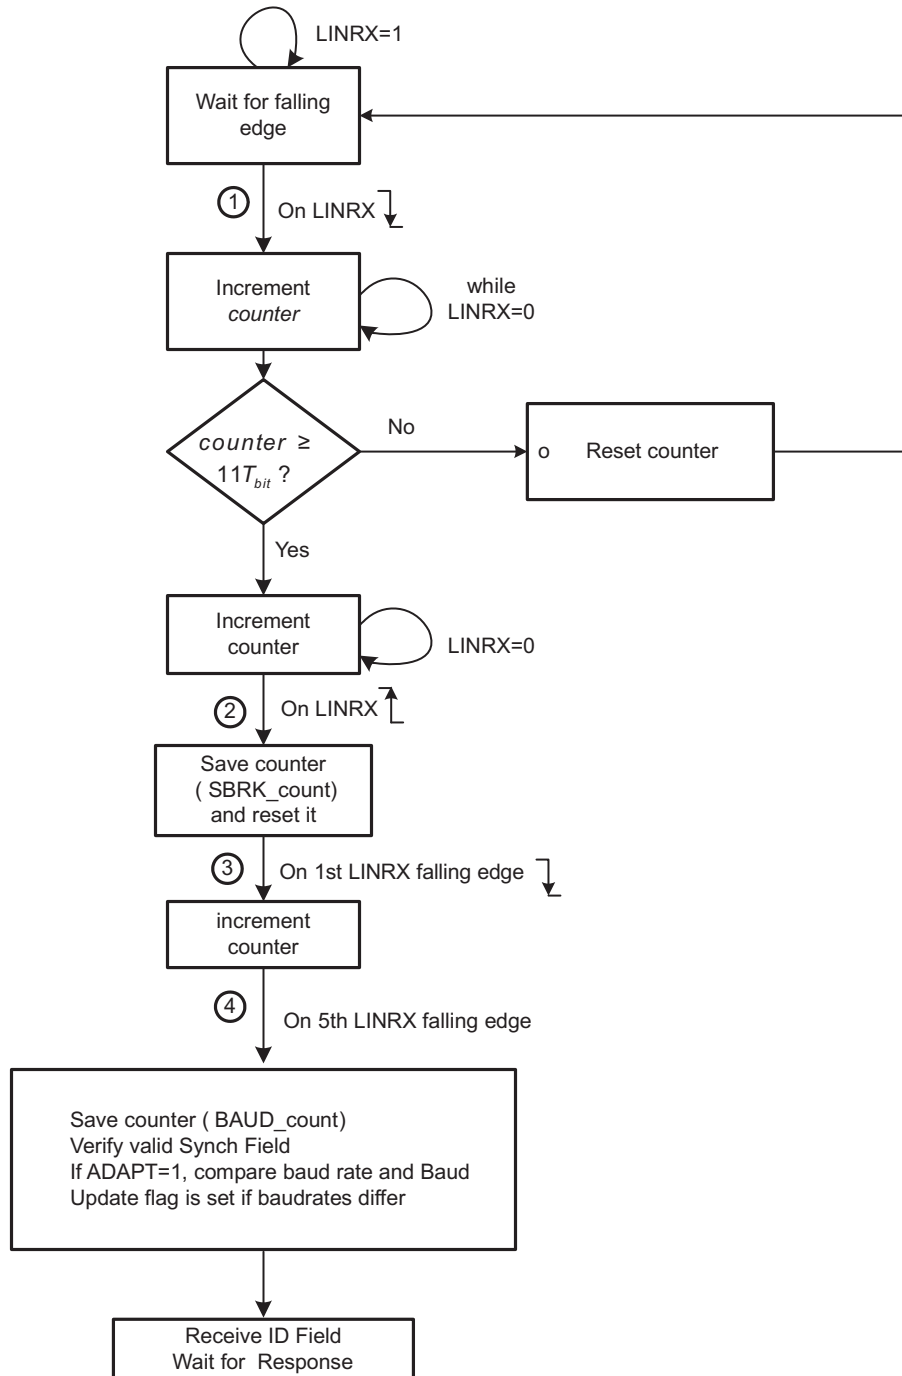 LINRX=1
Wait for falling
edge
1
On LINRX
Increment
counter
while
LINRX=0
counter ≥
11Tbit ?
No
o Reset counter
Yes
Increment
counter
LINRX=0
2
On LINRX
Save counter
( SBRK_count)
and reset it
3
On 1st LINRX falling edge
increment
counter
4
On 5th LINRX falling edge
Save counter ( BAUD_count)
Verify valid Synch Field
If ADAPT=1, compare baud rate and Baud
Update flag is set if baudrates differ
Receive ID Field
Wait for Response